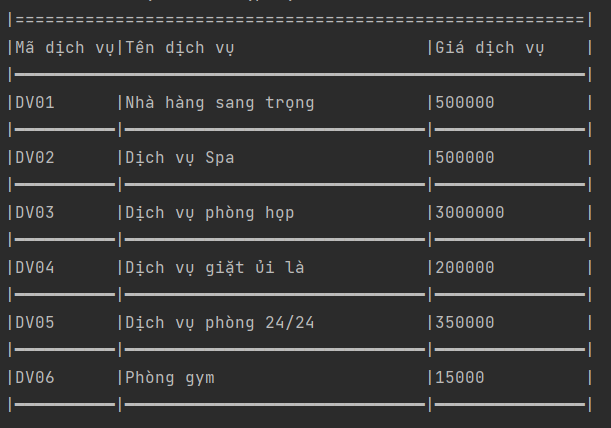 |=========================================================|
|Mã dịch vụ|Tên dịch vụ                   |Giá dịch vụ    |
|━━━━━━━━━━━━━━━━━━━━━━━━━━━━━━━━━━━━━━━━━━━━━━━━━━━━━━━━━|
|DV01      |Nhà hàng sang trọng           |500000         |
|━━━━━━━━━━|━━━━━━━━━━━━━━━━━━━━━━━━━━━━━━|━━━━━━━━━━━━━━━|
|DV02      |Dịch vụ Spa                   |500000         |
|━━━━━━━━━━|━━━━━━━━━━━━━━━━━━━━━━━━━━━━━━|━━━━━━━━━━━━━━━|
|DV03      |Dịch vụ phòng họp             |3000000        |
|━━━━━━━━━━|━━━━━━━━━━━━━━━━━━━━━━━━━━━━━━|━━━━━━━━━━━━━━━|
|DV04      |Dịch vụ giặt ủi là            |200000         |
|━━━━━━━━━━|━━━━━━━━━━━━━━━━━━━━━━━━━━━━━━|━━━━━━━━━━━━━━━|
|DV05      |Dịch vụ phòng 24/24           |350000         |
|━━━━━━━━━━|━━━━━━━━━━━━━━━━━━━━━━━━━━━━━━|━━━━━━━━━━━━━━━|
|DV06      |Phòng gym                     |15000          |
|━━━━━━━━━━|━━━━━━━━━━━━━━━━━━━━━━━━━━━━━━|━━━━━━━━━━━━━━━|